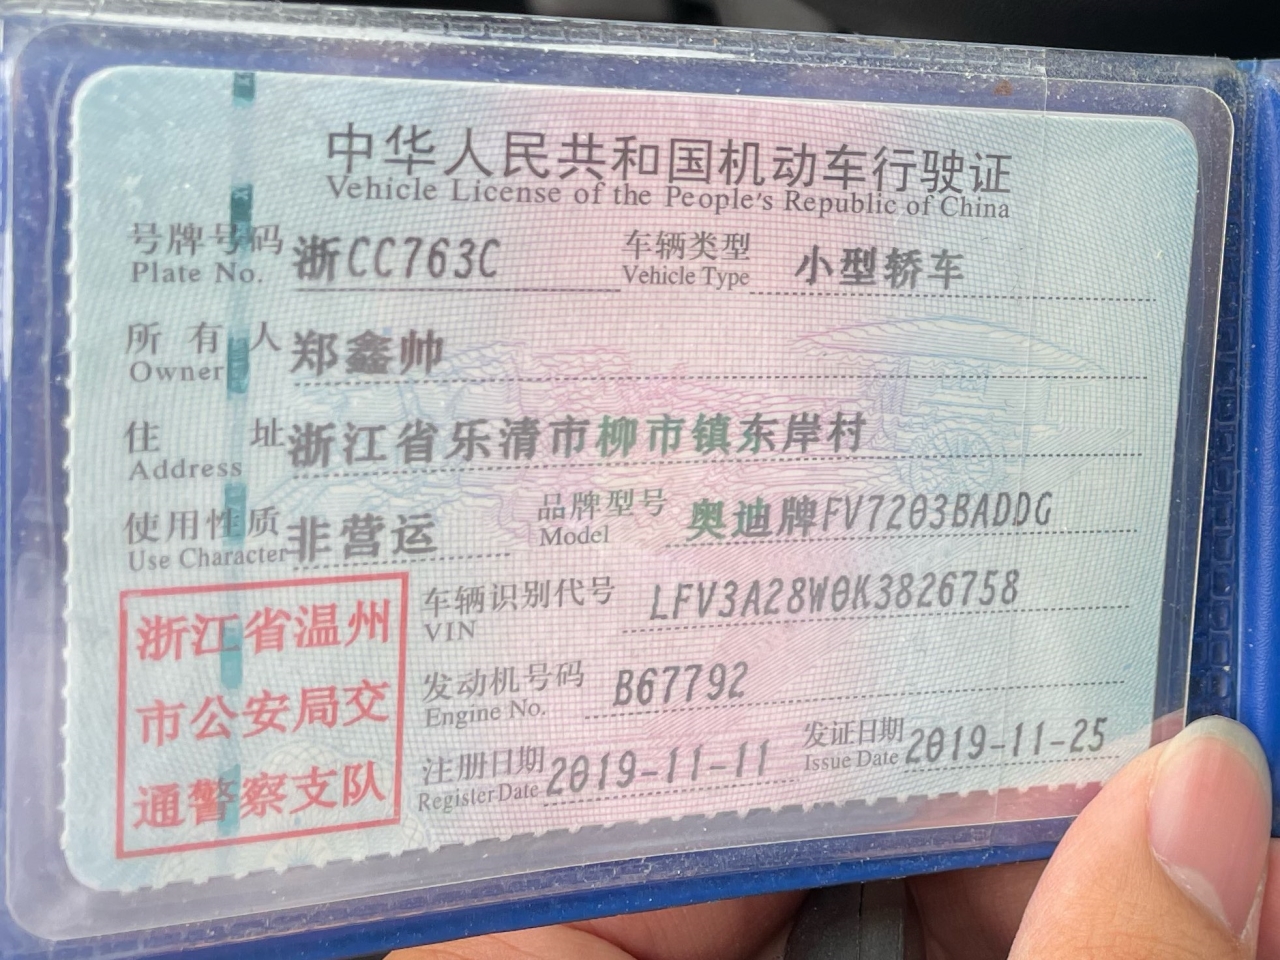 中华人民共和国机动车行驶证
Vehicle License of the People's Republic of China
号牌号码 浙CC763C 车辆类型 小型轿车
Plate No. Vehicle Type
所有人 郑鑫帅
Owner
住址 浙江省乐清市柳市镇东岸村
Address
使用性质 非营运 品牌型号 奥迪牌FV7203BADDG
Use Character Model
浙江省温州
市公安局交
通警察支队
车辆识别代号 LFV3A28W0K3826758
VIN
发动机号码 B67792
Engine No.
注册日期 2019-11-11 发证日期 2019-11-25
Register Date Issue Date